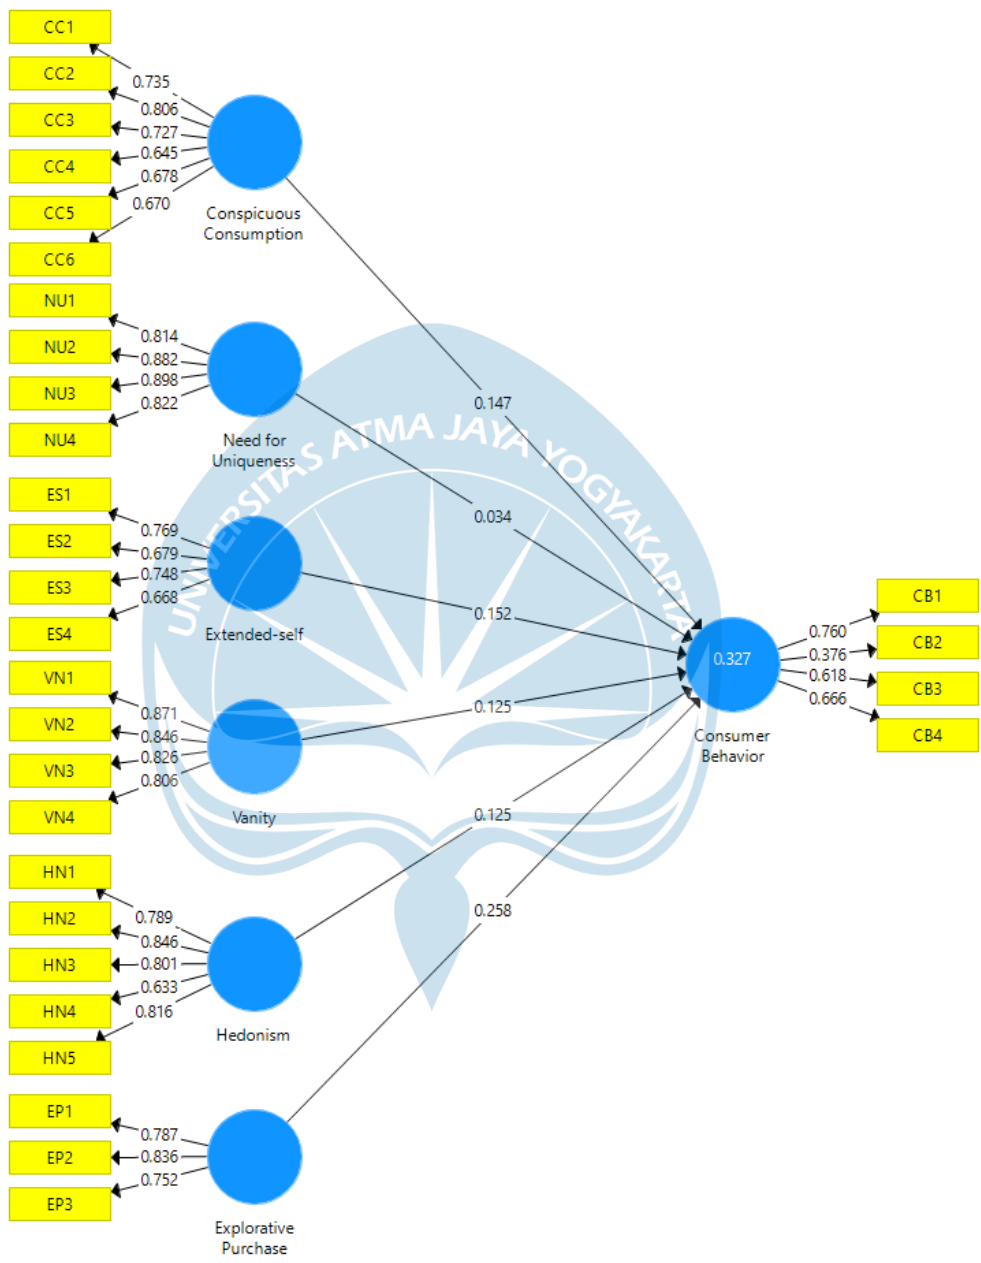 CC1
CC2
CC3
CC4
CC5
CC6
0.735
0.806
0.727
0.645
0.678
0.670
Conspicuous
Consumption
NU1
NU2
NU3
NU4
0.814
0.882
0.898
0.822
Need for
Uniqueness
ES1
ES2
ES3
ES4
0.769
0.679
0.748
0.668
Extended-self
VN1
VN2
VN3
VN4
0.871
0.846
0.826
0.806
Vanity
HN1
HN2
HN3
HN4
HN5
0.789
0.846
0.801
0.633
0.816
Hedonism
EP1
EP2
EP3
0.787
0.836
0.752
Explorative
Purchase
0.147
0.034
0.152
0.125
0.125
0.258
UNIVERSITAS ATMA JAYA YOGYAKARTA
0.327
Consumer
Behavior
0.760
0.376
0.618
0.666
CB1
CB2
CB3
CB4